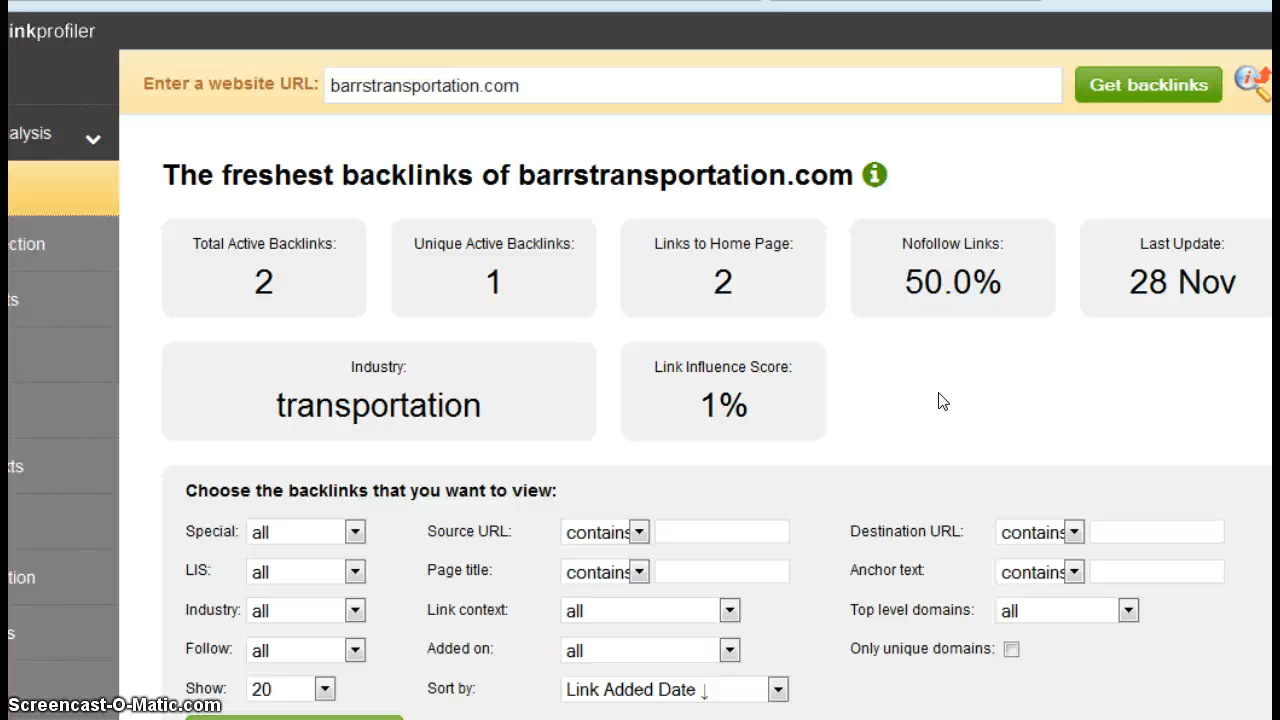 inkprofiler
Enter a website URL: barrstransportation.com Get backlinks
alysis
The freshest backlinks of barrstransportation.com
Total Active Backlinks: Unique Active Backlinks: Links to Home Page: Nofollow Links: Last Update:
2 1 2 50.0% 28 Nov
ction
ts
Industry: Link Influence Score:
transportation 1%
xts
Choose the backlinks that you want to view:
Special: all Source URL: contains Destination URL: contains
LIS: all Page title: contains Anchor text: contains
tion
Industry: all Link context: all Top level domains: all
s
Follow: all Added on: all Only unique domains:
Show: 20 Sort by: Link Added Date ↓
Screencast-O-Matic.com